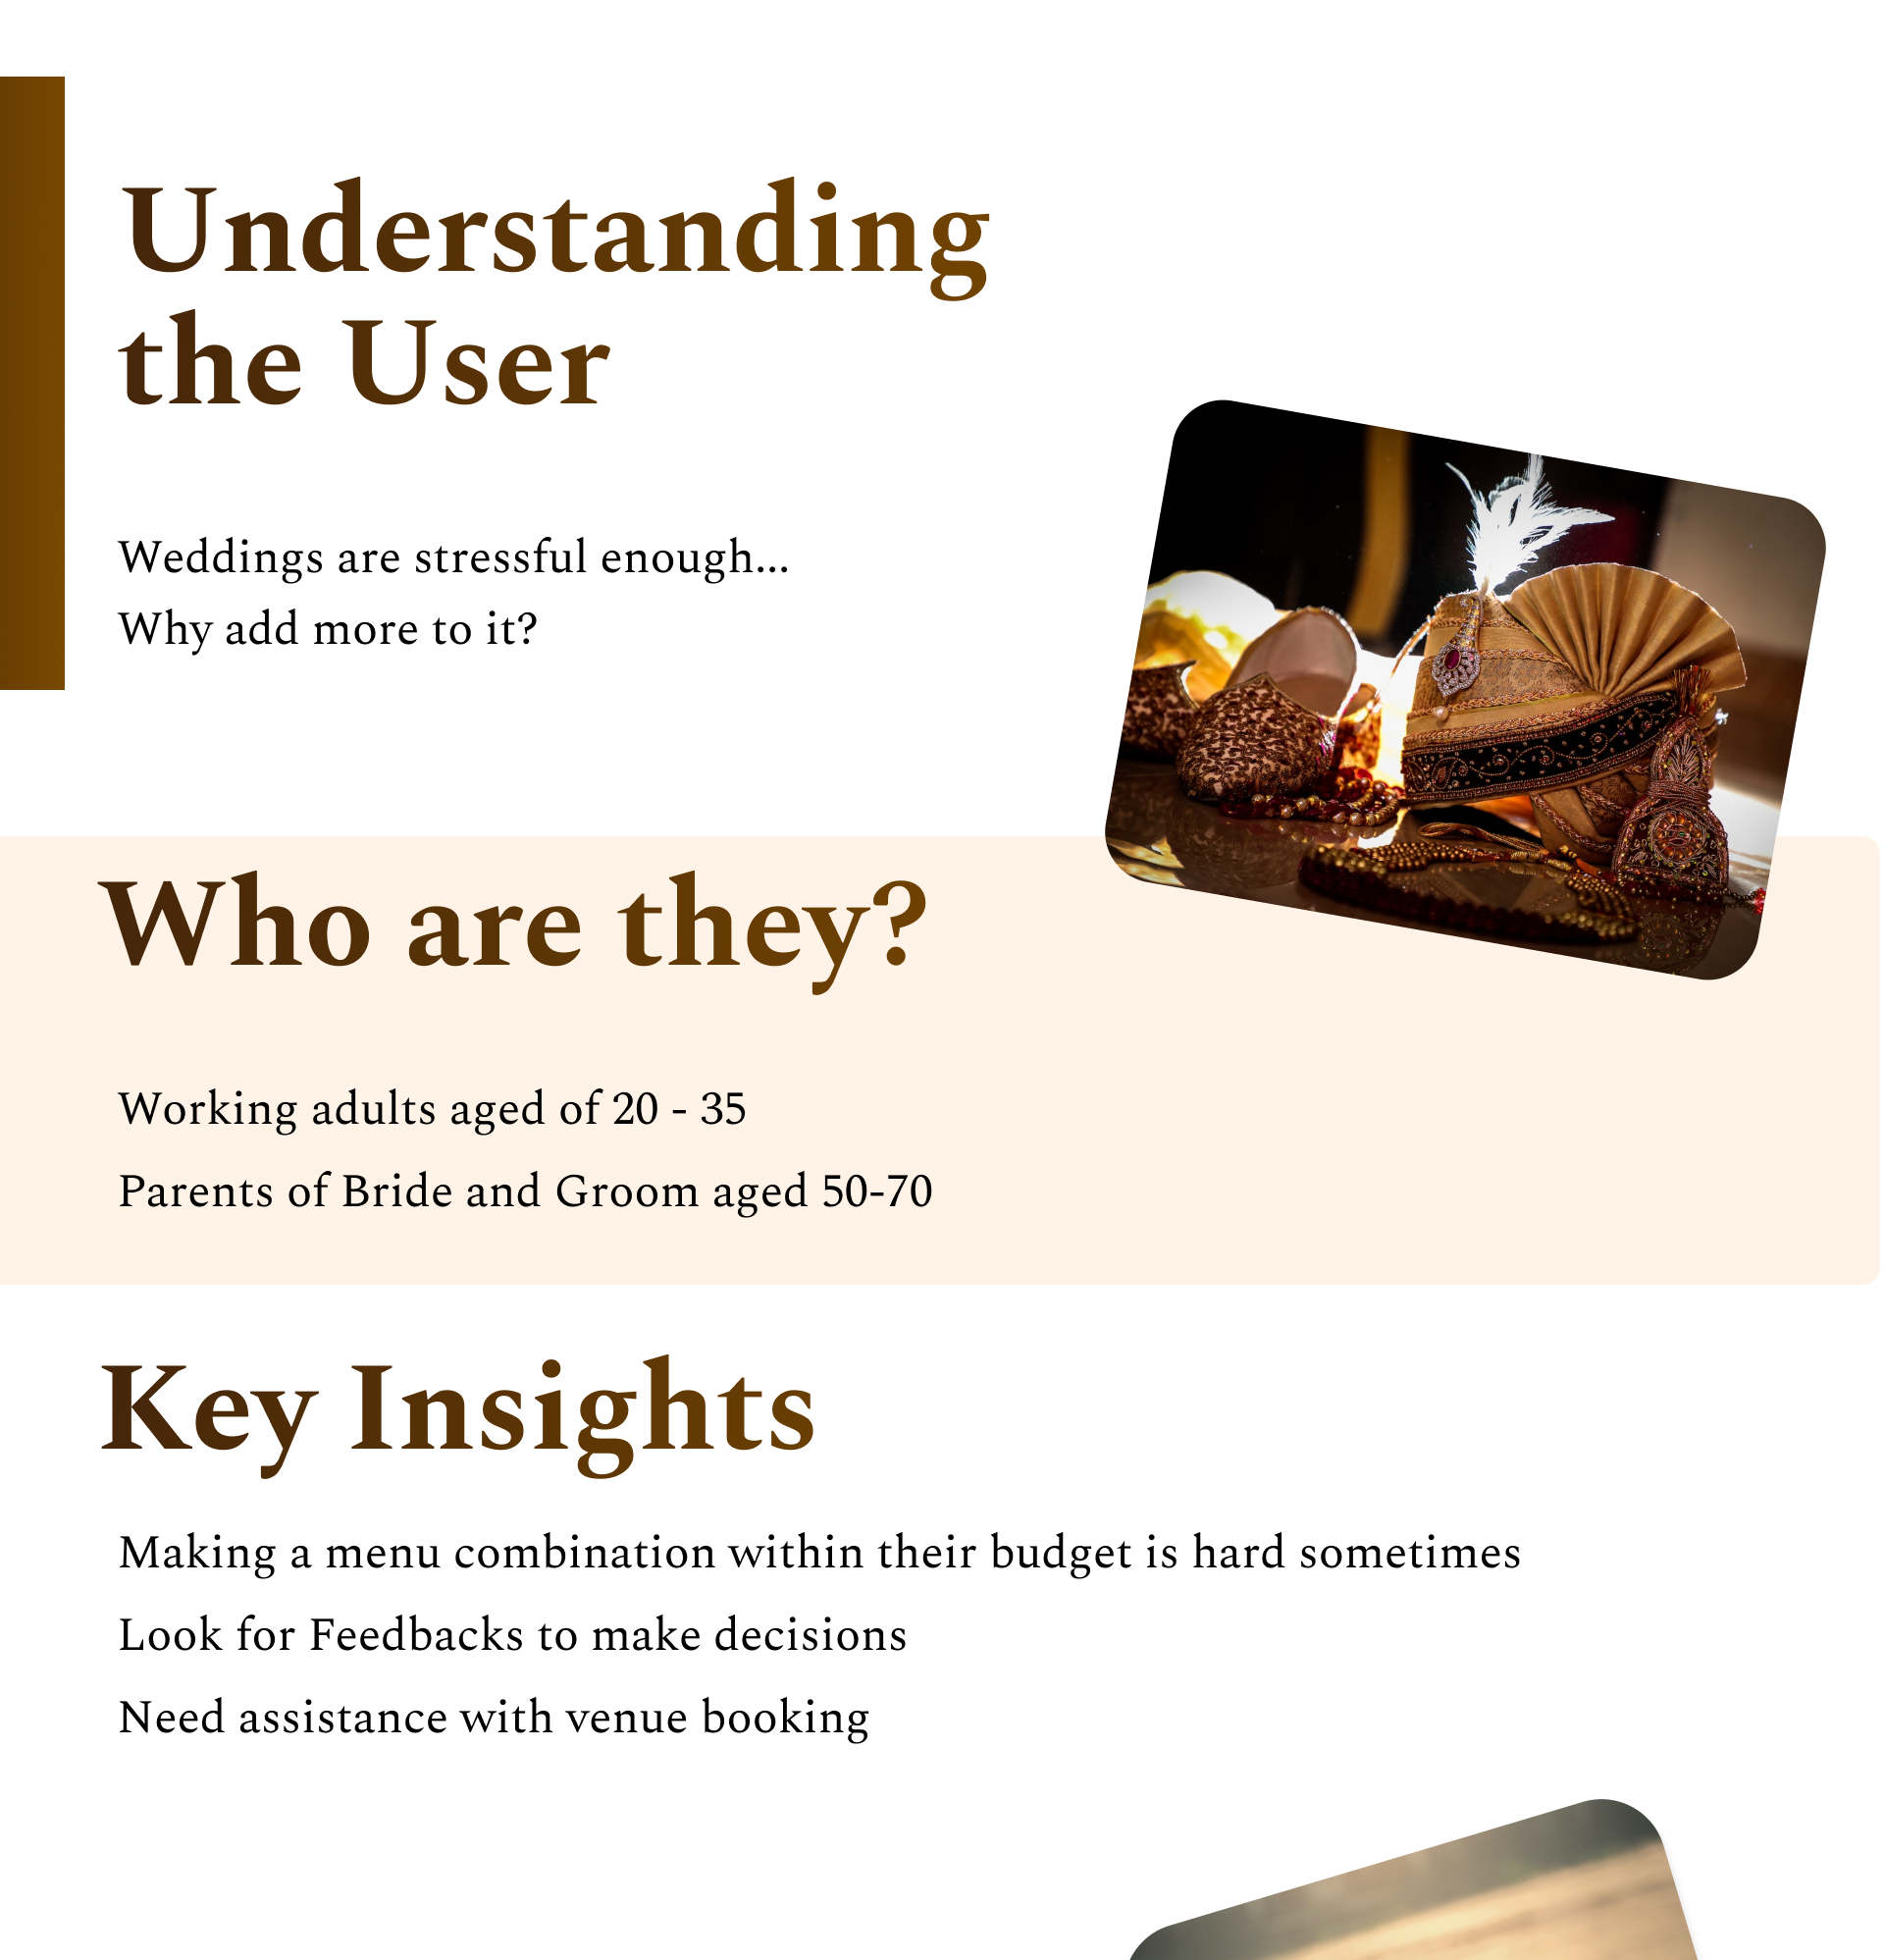 Understanding
the User
Weddings are stressful enough...
Why add more to it?
Who are they?
Working adults aged of 20 - 35
Parents of Bride and Groom aged 50-70
Key Insights
Making a menu combination within their budget is hard sometimes
Look for Feedbacks to make decisions
Need assistance with venue booking